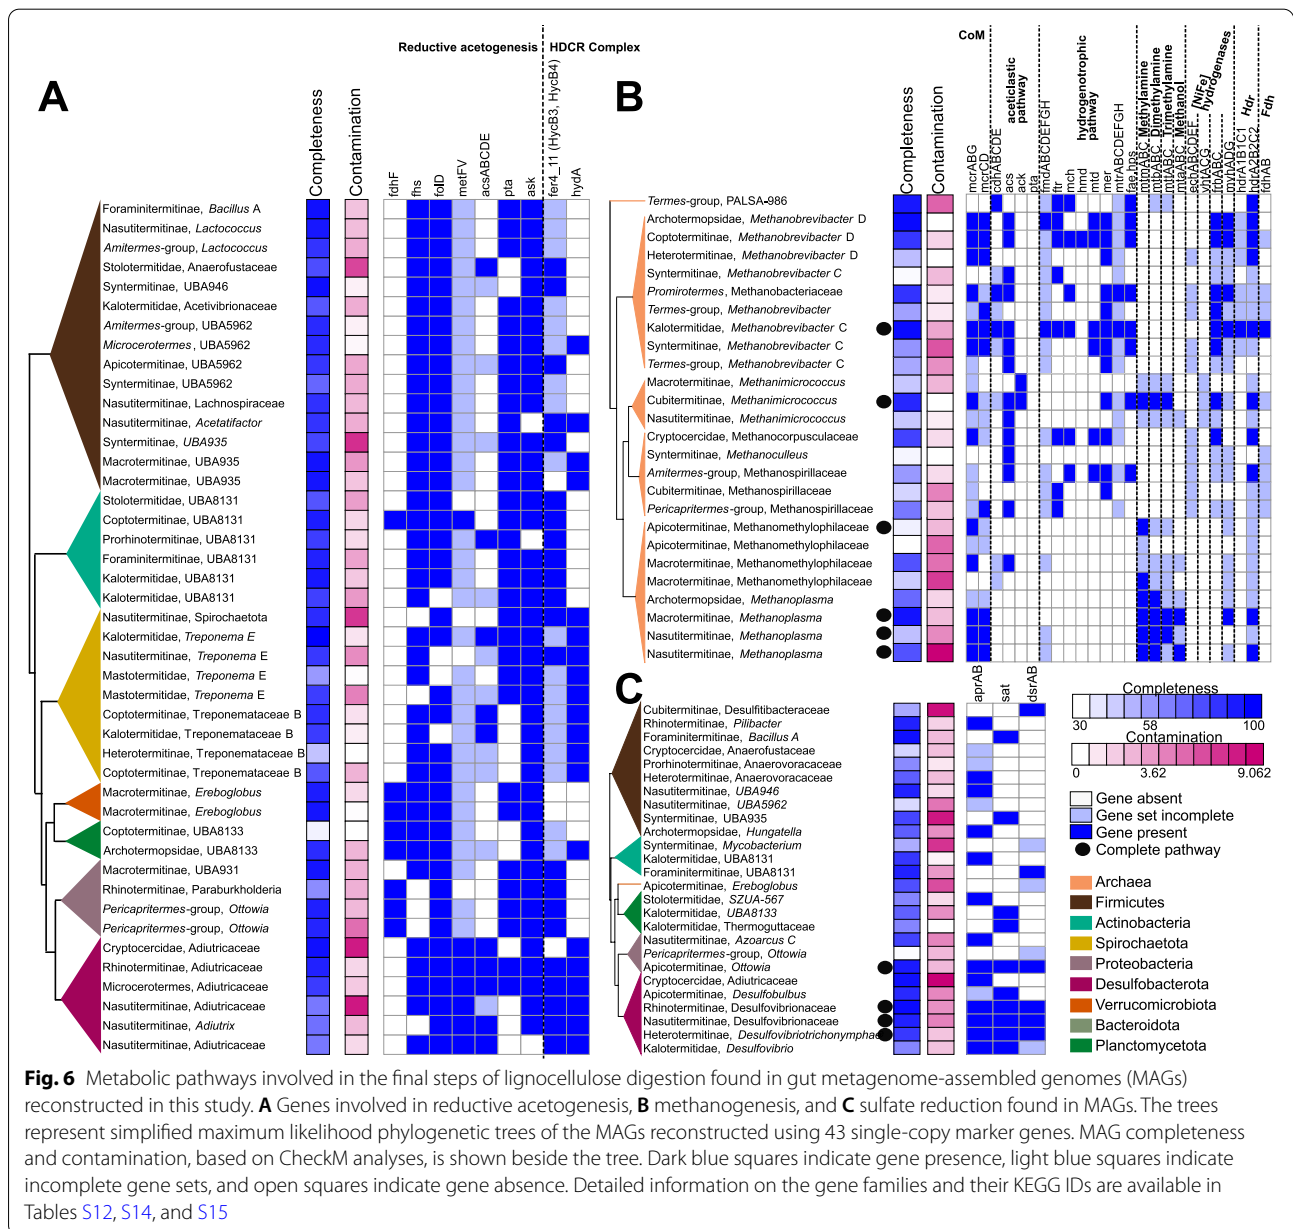 A
Reductive acetogenesis
HDCR Complex
Completeness
Contamination
fdhF
fhs
folD
metFV
acsABCDE
pta
ask
fer4_11 (HycB3, HycB4)
hydA
Foraminitermitinae, Bacillus A
Nasutitermitinae, Lactococcus
Amitermes-group, Lactococcus
Stolotermitidae, Anaerofustaceae
Syntermitinae, UBA946
Kalotermitidae, Acetivibrionaceae
Amitermes-group, UBA5962
Microcerotermes, UBA5962
Apicotermitinae, UBA5962
Syntermitinae, UBA5962
Nasutitermitinae, Lachnospiraceae
Nasutitermitinae, Acetatifactor
Syntermitinae, UBA935
Macrotermitinae, UBA935
Macrotermitinae, UBA935
Stolotermitidae, UBA8131
Coptotermitinae, UBA8131
Prorhinotermitinae, UBA8131
Foraminitermitinae, UBA8131
Kalotermitidae, UBA8131
Kalotermitidae, UBA8131
Nasutitermitinae, Spirochaetota
Kalotermitidae, Treponema E
Nasutitermitinae, Treponema E
Mastotermitidae, Treponema E
Mastotermitidae, Treponema E
Coptotermitinae, Treponemataceae B
Kalotermitidae, Treponemataceae B
Heterotermitinae, Treponemataceae B
Coptotermitinae, Treponemataceae B
Macrotermitinae, Ereboglobus
Macrotermitinae, Ereboglobus
Coptotermitinae, UBA8133
Archotermopsidae, UBA8133
Macrotermitinae, UBA931
Rhinotermitinae, Paraburkholderia
Pericapritermes-group, Ottowia
Pericapritermes-group, Ottowia
Cryptocercidae, Adiutricaceae
Rhinotermitinae, Adiutricaceae
Microcerotermes, Adiutricaceae
Nasutitermitinae, Adiutricaceae
Nasutitermitinae, Adiutrix
Nasutitermitinae, Adiutricaceae
B
Completeness
Contamination
CoM
aceticlastic
pathway
hydrogenotrophic
pathway
Methylamine
Dimethylamine
Trimethylamine
Methanol
[NiFe]
hydrogenases
Hdr
Fdh
mcrABG
mcrCD
cdhABCDE
acs
ack
pta
fmdABCDEFGH
ftr
mch
hmd
mtd
mer
mtrABCDEFGH
fae.hps
mtmABC
mtbABC
mttABC
mtaABC
echABCDEF
vhtACG
frhABC
mvhADG
hdrA1B1C1
hdrA2B2C2
fdhAB
Termes-group, PALSA-986
Archotermopsidae, Methanobrevibacter D
Coptotermitinae, Methanobrevibacter D
Heterotermitinae, Methanobrevibacter D
Syntermitinae, Methanobrevibacter C
Promirotermes, Methanobacteriaceae
Termes-group, Methanobrevibacter
Kalotermitidae, Methanobrevibacter C
Syntermitinae, Methanobrevibacter C
Termes-group, Methanobrevibacter C
Macrotermitinae, Methanimicrococcus
Cubitermitinae, Methanimicrococcus
Nasutitermitinae, Methanimicrococcus
Cryptocercidae, Methanocorpusculaceae
Syntermitinae, Methanoculleus
Amitermes-group, Methanospirillaceae
Cubitermitinae, Methanospirillaceae
Pericapritermes-group, Methanospirillaceae
Apicotermitinae, Methanomethylophilaceae
Apicotermitinae, Methanomethylophilaceae
Macrotermitinae, Methanomethylophilaceae
Macrotermitinae, Methanomethylophilaceae
Archotermopsidae, Methanoplasma
Macrotermitinae, Methanoplasma
Nasutitermitinae, Methanoplasma
Nasutitermitinae, Methanoplasma
C
aprAB
sat
dsrAB
Cubitermitinae, Desulfitibacteraceae
Rhinotermitinae, Pilibacter
Foraminitermitinae, Bacillus A
Cryptocercidae, Anaerofustaceae
Prorhinotermitinae, Anaerovoracaceae
Heterotermitinae, Anaerovoracaceae
Nasutitermitinae, UBA946
Nasutitermitinae, UBA5962
Syntermitinae, UBA935
Archotermopsidae, Hungatella
Syntermitinae, Mycobacterium
Kalotermitidae, UBA8131
Foraminitermitinae, UBA8131
Apicotermitinae, Ereboglobus
Stolotermitidae, SZUA-567
Kalotermitidae, UBA8133
Kalotermitidae, Thermoguttaceae
Nasutitermitinae, Azoarcus C
Pericapritermes-group, Ottowia
Apicotermitinae, Ottowia
Cryptocercidae, Adiutricaceae
Apicotermitinae, Desulfobulbus
Rhinotermitinae, Desulfovibrionaceae
Nasutitermitinae, Desulfovibrionaceae
Heterotermitinae, Desulfovibriotrichonymphae
Kalotermitidae, Desulfovibrio
Completeness
30 58 100
Contamination
0 3.62 9.062
Gene absent
Gene set incomplete
Gene present
Complete pathway
Archaea
Firmicutes
Actinobacteria
Spirochaetota
Proteobacteria
Desulfobacterota
Verrucomicrobiota
Bacteroidota
Planctomycetota
Fig. 6 Metabolic pathways involved in the final steps of lignocellulose digestion found in gut metagenome-assembled genomes (MAGs)
reconstructed in this study. A Genes involved in reductive acetogenesis, B methanogenesis, and C sulfate reduction found in MAGs. The trees
represent simplified maximum likelihood phylogenetic trees of the MAGs reconstructed using 43 single-copy marker genes. MAG completeness
and contamination, based on CheckM analyses, is shown beside the tree. Dark blue squares indicate gene presence, light blue squares indicate
incomplete gene sets, and open squares indicate gene absence. Detailed information on the gene families and their KEGG IDs are available in
Tables S12, S14, and S15